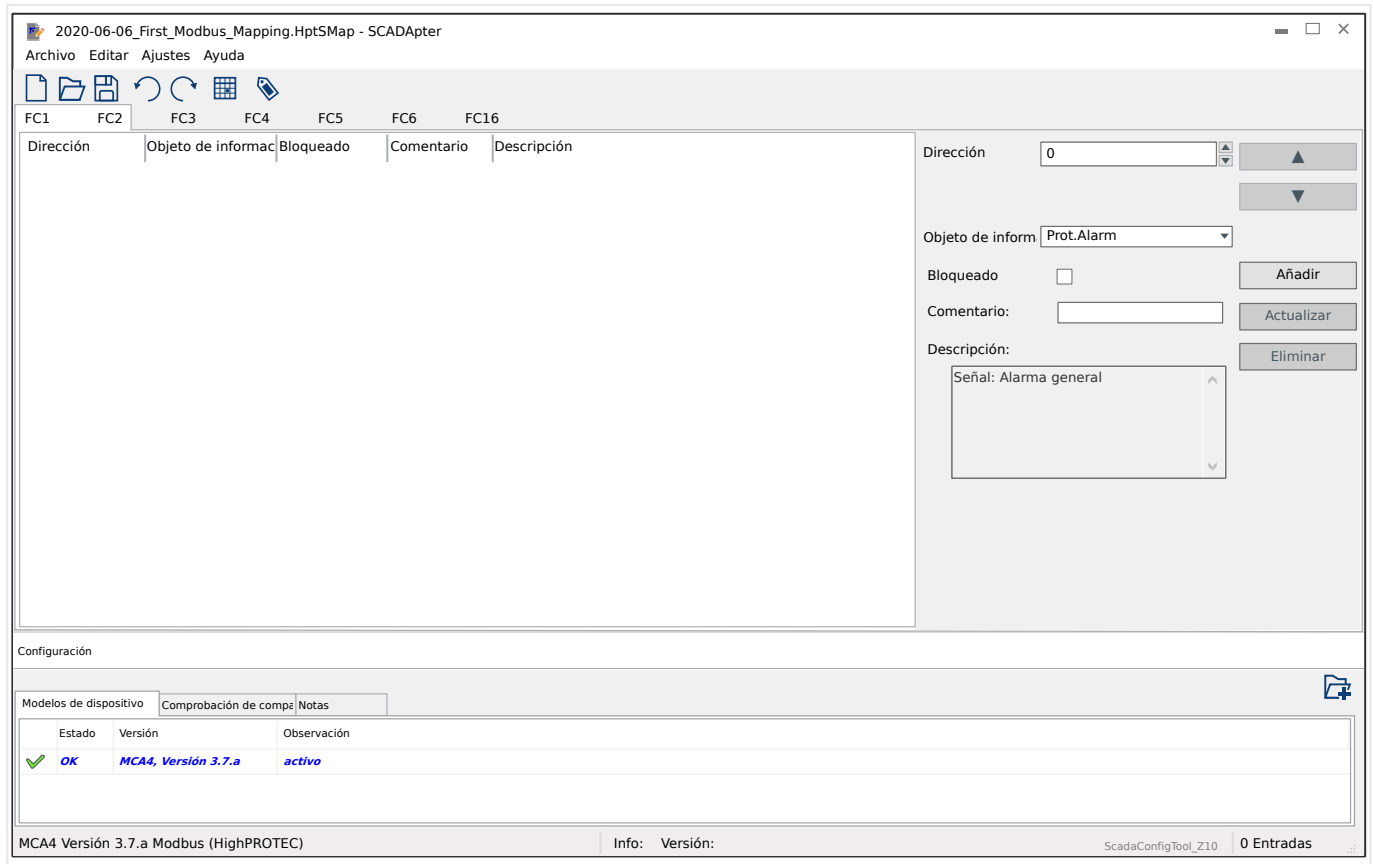 2020-06-06_First_Modbus_Mapping.HptSMap - SCADApter
Archivo Editar Ajustes Ayuda
FC1 FC2 FC3 FC4 FC5 FC6 FC16
Dirección Objeto de informac Bloqueado Comentario Descripción
Dirección 0
Objeto de inform Prot.Alarm
Bloqueado Añadir
Comentario: Actualizar
Descripción: Eliminar
Señal: Alarma general
Configuración
Modelos de dispositivo Comprobación de compa Notas
Estado Versión Observación
OK MCA4, Versión 3.7.a activo
MCA4 Versión 3.7.a Modbus (HighPROTEC) Info: Versión: ScadaConfigTool_Z10 0 Entradas